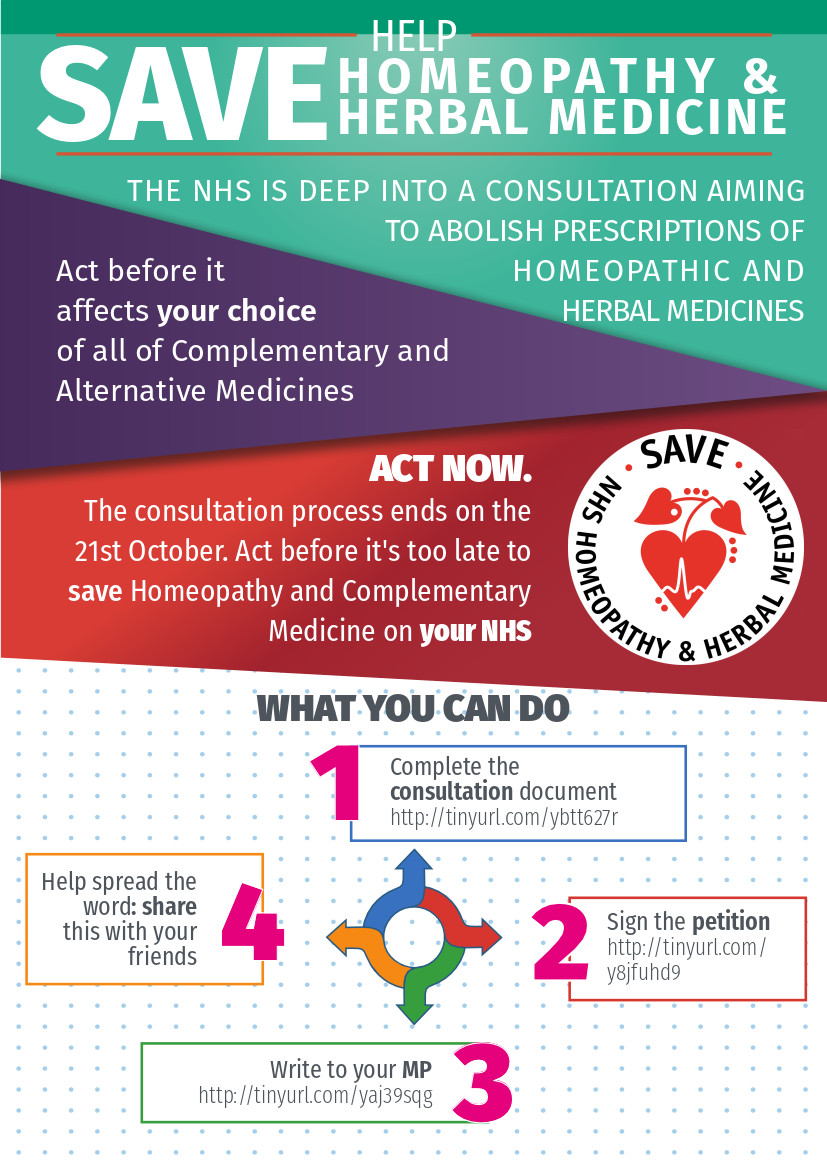 HELP
SAVE HOMEOPATHY &
HERBAL MEDICINE
THE NHS IS DEEP INTO A CONSULTATION AIMING
TO ABOLISH PRESCRIPTIONS OF
HOMEOPATHIC AND
HERBAL MEDICINES
Act before it
affects your choice
of all of Complementary and
Alternative Medicines
ACT NOW.
The consultation process ends on the
21st October. Act before it's too late to
save Homeopathy and Complementary
Medicine on your NHS
• SAVE •
NHS HOMEOPATHY & HERBAL MEDICINE
WHAT YOU CAN DO
1
Complete the
consultation document
http://tinyurl.com/ybtt627r
2
Sign the petition
http://tinyurl.com/
y8jfuhd9
3
Write to your MP
http://tinyurl.com/yaj39sqg
4
Help spread the
word: share
this with your
friends